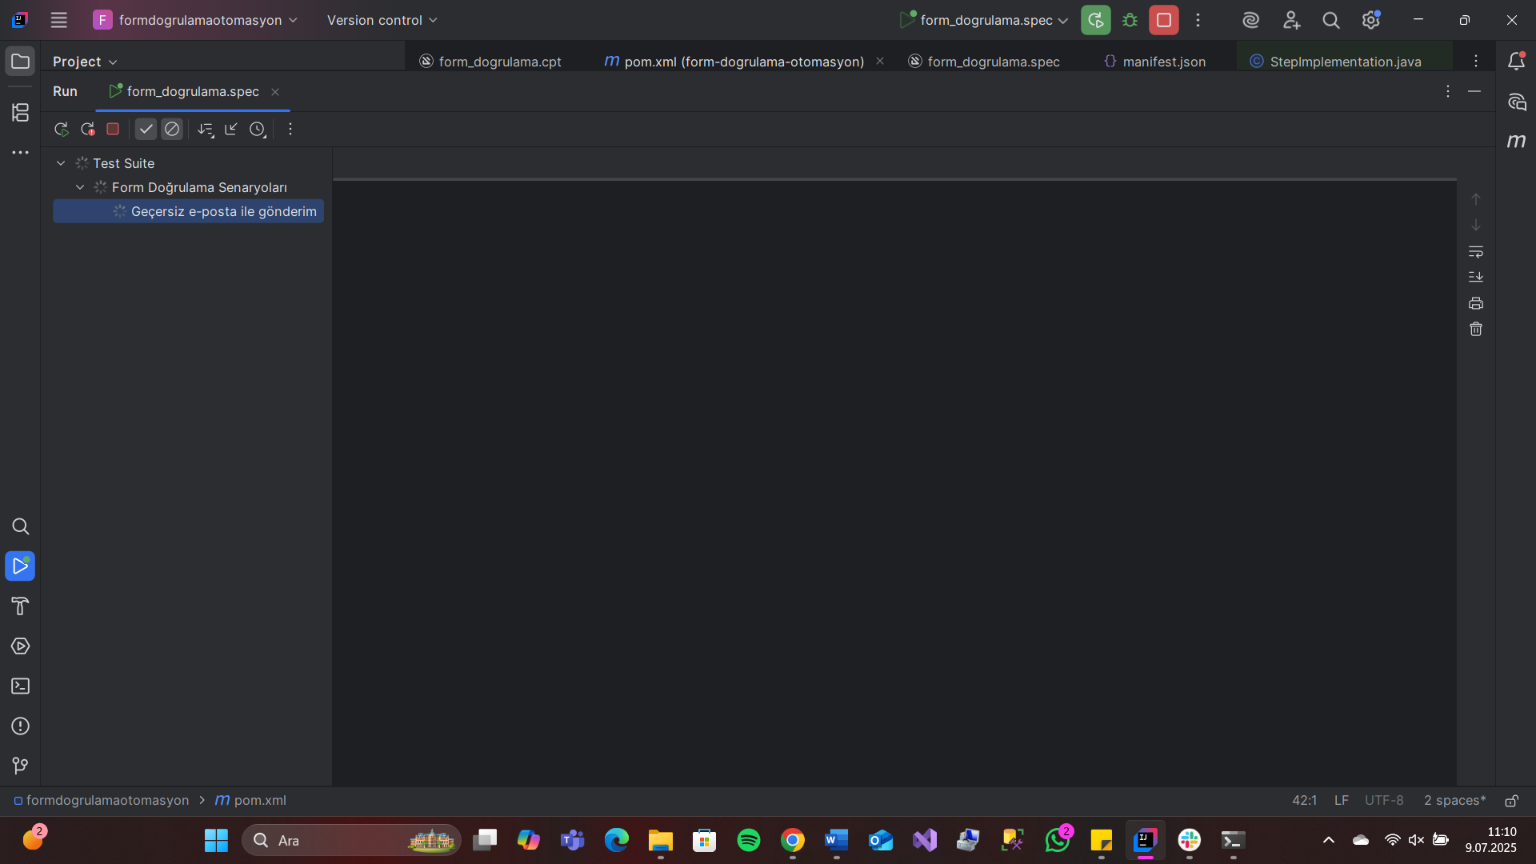 F formdogrulamaotomasyon Version control form_dogrulama.spec
Project form_dogrulama.cpt m pom.xml (form-dogrulama-otomasyon) form_dogrulama.spec {} manifest.json © StepImplementation.java
Run form_dogrulama.spec
Test Suite
Form Doğrulama Senaryoları
Geçersiz e-posta ile gönderim
formdogrulamaotomasyon > m pom.xml 42:1 LF UTF-8 2 spaces*
2 Ara 2 11:10
9.07.2025